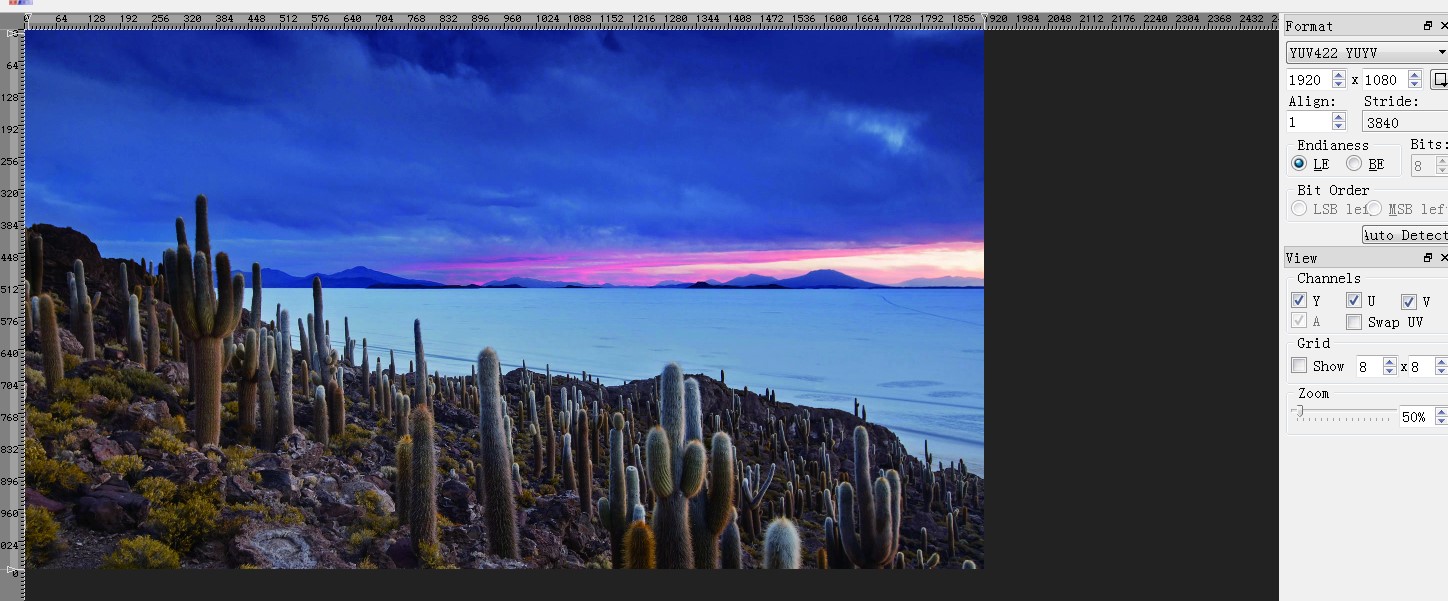 0 64 128 192 256 320 384 448 512 576 640 704 768 832 896 960 1024 1088 1152 1216 1280 1344 1408 1472 1536 1600 1664 1728 1792 1856 1920 1984 2048 2112 2176 2240 2304 2368 2432 2
0
64
128
192
256
320
384
448
512
576
640
704
768
832
896
960
024
0
Format
YUV422 YUYV
1920 x 1080
Align: Stride:
1 3840
Endianess Bits:
LE BE 8
Bit Order
LSB lef MSB lef
Auto Detect
View
Channels
Y U V
A Swap UV
Grid
Show 8 x 8
Zoom
50%